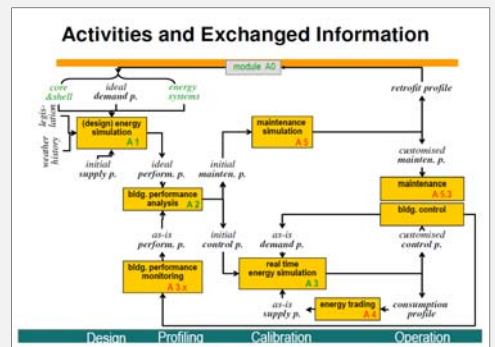 Activities and Exchanged Information
module A0
core
&shell
ideal
demand p.
energy
systems
retrofit profile
legis-
lation
weather
history
(design) energy
simulation
A 1
maintenance
simulation
A 5
initial
supply p.
ideal
perform. p.
initial
mainten. p.
customised
mainten. p.
bldg. performance
analysis
A 2
maintenance
A 5.3
bldg. control
as-is
perform. p.
initial
control p.
as-is
demand p.
customised
control p.
bldg. performance
monitoring
A 3.x
real time
energy simulation
A 3
as-is
supply p.
energy trading
A 4
consumption
profile
Design
Profiling
Calibration
Operation